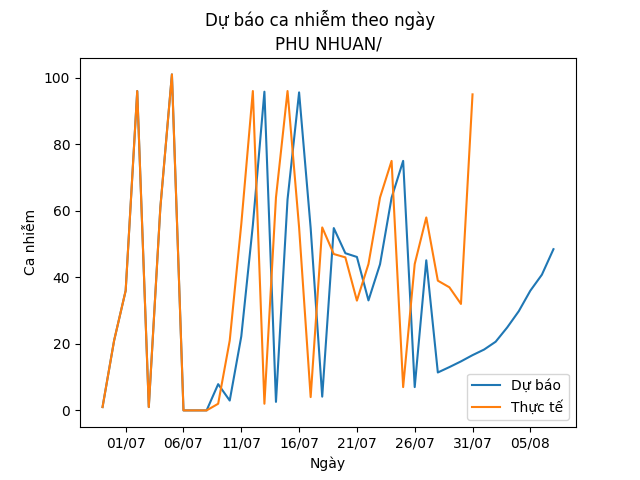 Dự báo ca nhiễm theo ngày
PHU NHUAN/
100
80
60
40
20
0
Ca nhiễm
01/07 06/07 11/07 16/07 21/07 26/07 31/07 05/08
Ngày
Dự báo
Thực tế